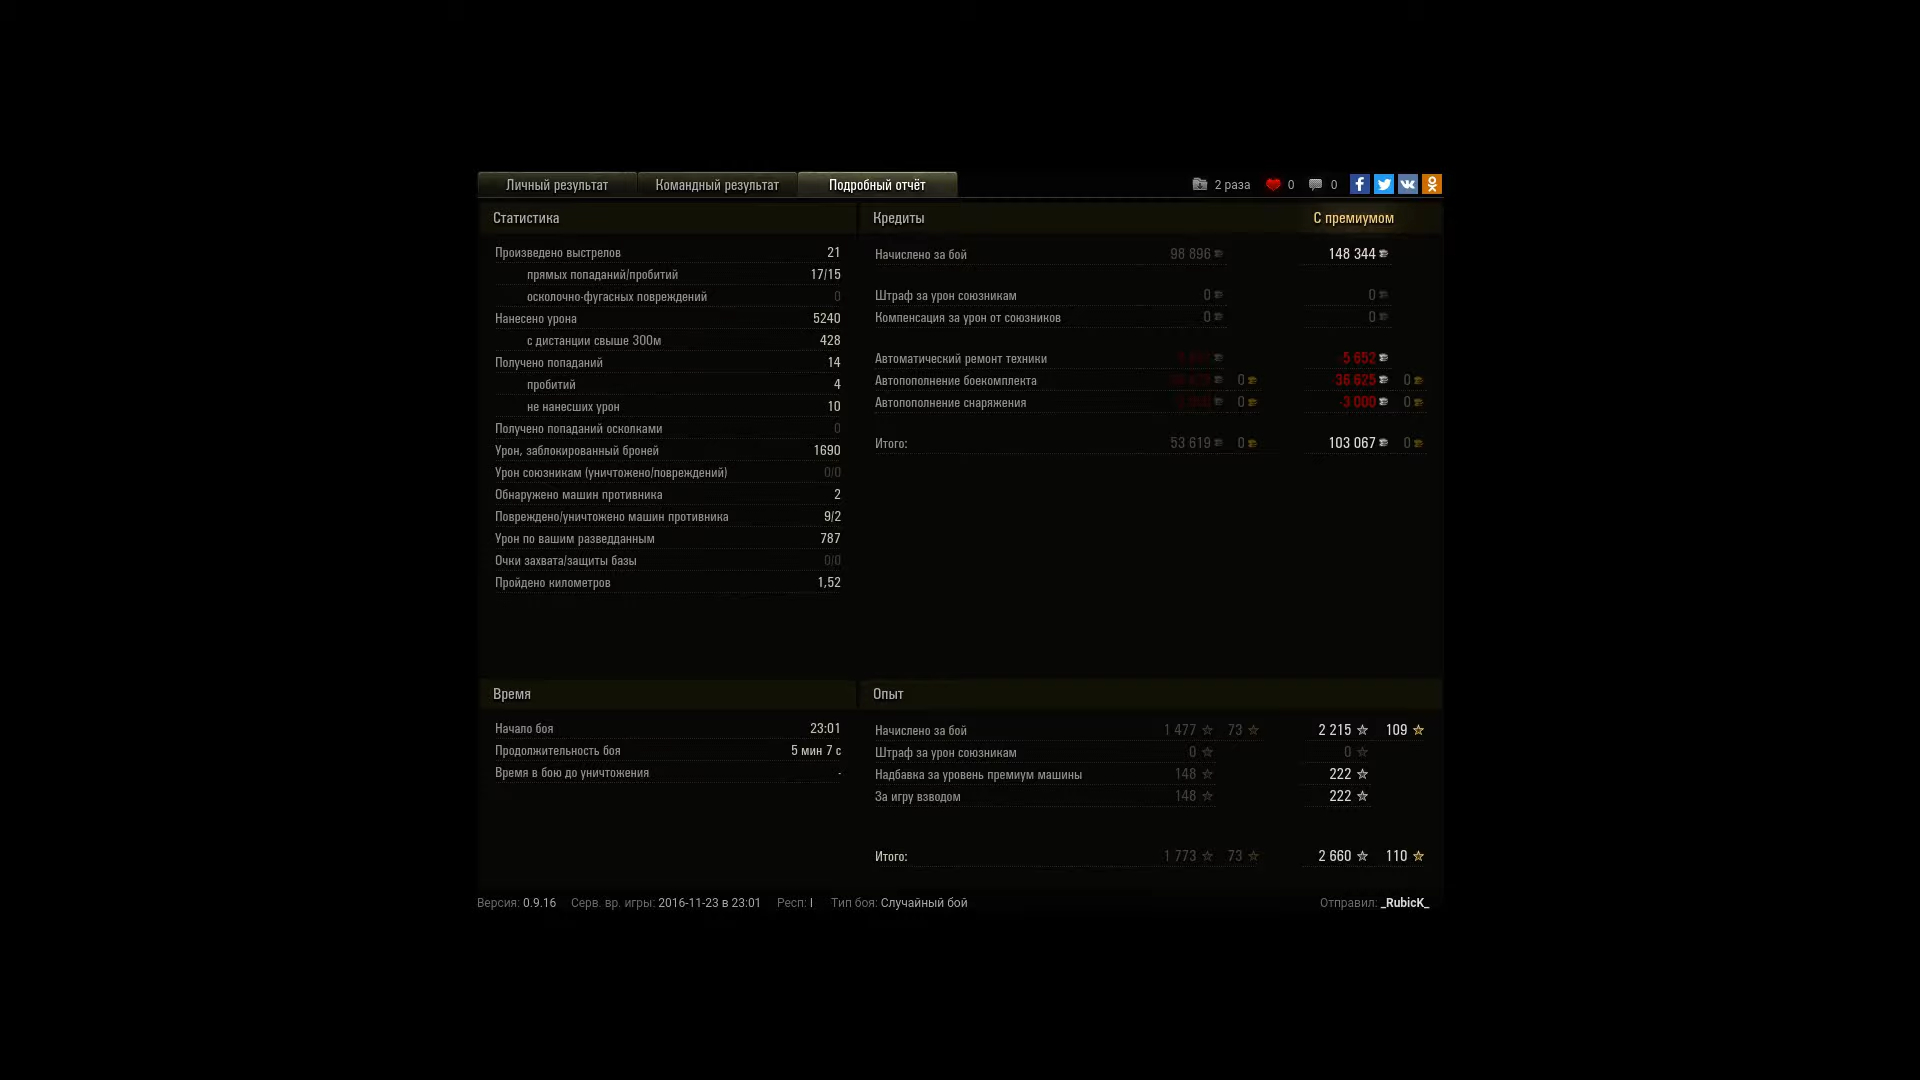 Личный результат Командный результат Подробный отчёт 2 раза 0 0
Статистика
Произведено выстрелов 21
прямых попаданий/пробитий 17/15
осколочно-фугасных повреждений 0
Нанесено урона 5240
с дистанции свыше 300м 428
Получено попаданий 14
пробитий 4
не нанесших урон 10
Получено попаданий осколками 0
Урон, заблокированный броней 1690
Урон союзникам (уничтожено/повреждений) 0/0
Обнаружено машин противника 2
Повреждено/уничтожено машин противника 9/2
Урон по вашим разведданным 787
Очки захвата/защиты базы 0/0
Пройдено километров 1,52
Кредиты С премиумом
Начислено за бой 98 896 148 344
Штраф за урон союзникам 0 0
Компенсация за урон от союзников 0 0
Автоматический ремонт техники -5 652
Автопополнение боекомплекта 0 -36 625 0
Автопополнение снаряжения 0 -3 000 0
Итого: 53 619 0 103 067 0
Время
Начало боя 23:01
Продолжительность боя 5 мин 7 с
Время в бою до уничтожения -
Опыт
Начислено за бой 1 477 73 2 215 109
Штраф за урон союзникам 0 0
Надбавка за уровень премиум машины 148 222
За игру взводом 148 222
Итого: 1 773 73 2 660 110
Версия: 0.9.16 Серв. вр. игры: 2016-11-23 в 23:01 Респ: I Тип боя: Случайный бой Отправил: _RubicK_